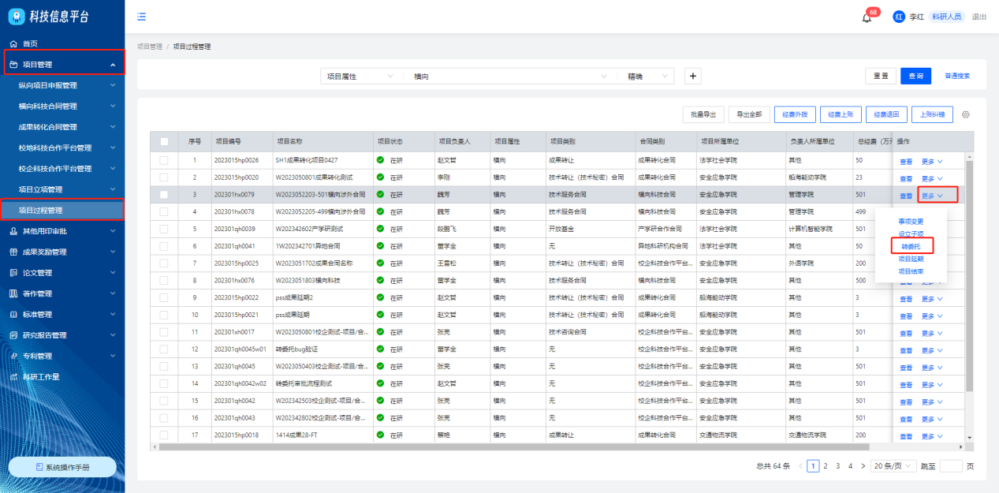 科技信息平台
68
红 李红 科研人员 退出
首页
项目管理
纵向项目申报管理
横向科技合同管理
成果转化合同管理
校地科技合作平台管理
校企科技合作平台管理
项目立项管理
项目过程管理
其他用印审批
成果奖励管理
论文管理
著作管理
标准管理
研究报告管理
专利管理
科研工作量
系统操作手册
项目管理 / 项目过程管理
项目属性 横向 精确 + 重置 查询 普通搜索
批量导出 导出全部 经费外拨 经费上账 经费退回 上账纠错
序号 项目编号 项目名称 项目状态 项目负责人 项目属性 项目类别 合同类别 项目所属单位 负责人所属单位 总经费（万元 操作
1 2023015hp0026 SH1成果转化项目0427 在研 赵文哲 横向 成果转让 成果转化合同 法学社会学院 其他 50 查看 更多
2 2023015hp0020 W2023050801成果转化测试 在研 李刚 横向 技术转让（技术秘密）合同 成果转化合同 安全应急学院 船海能动学院 23 查看 更多
3 202301hx0079 W2023052203-501横向涉外合同 在研 魏芳 横向 技术服务合同 横向科技合同 安全应急学院 管理学院 501 查看 更多
4 202301hx0078 W2023052205-499横向涉外合同 在研 魏芳 横向 技术服务合同 横向科技合同 安全应急学院 管理学院 499
5 202301qh0039 W202342602产学研测试 在研 段鹏飞 横向 开放基金 产学研合作合同 法学社会学院 计算机智能学院 501
6 202301qh0041 1W202342701异地合同 在研 董学全 横向 无 异地科研机构合同 法学社会学院 其他 50
7 2023015hp0025 W2023051702成果合同名称 在研 王雪松 横向 技术转让（技术秘密）合同 校企科技合作平台... 安全应急学院 外语学院 200
8 202301hx0076 W2023051803横向科技 在研 董学全 横向 技术服务合同 横向科技合同 安全应急学院 其他 500 查看 更多
9 2023015hp0022 pss成果延期2 在研 赵文哲 横向 技术转让（技术秘密）合同 成果转化合同 船海能动学院 其他 3 查看 更多
10 2023015hp0021 pss成果延期 在研 赵文哲 横向 技术转让（技术秘密）合同 成果转化合同 船海能动学院 其他 3 查看 更多
11 202301xh0017 W2023050801校企测试-项目/合... 在研 张亮 横向 技术咨询合同 校企科技合作平台... 安全应急学院 其他 501 查看 更多
12 202301qh0045w01 转委托bug验证 在研 董学全 横向 无 校企科技合作平台... 安全应急学院 其他 3 查看 更多
13 202301qh0045 W2023050403校企测试-项目/合... 在研 张亮 横向 无 校企科技合作平台... 安全应急学院 其他 501 查看 更多
14 202301qh0042w02 转委托审批流程测试 在研 赵文哲 横向 无 校企科技合作平台... 安全应急学院 其他 501 查看 更多
15 202301qh0042 W202342503校企测试-项目/合... 在研 张亮 横向 无 校企科技合作平台... 安全应急学院 其他 501 查看 更多
16 202301qh0043 W202342802校企测试-项目/合... 在研 张亮 横向 无 校企科技合作平台... 安全应急学院 其他 501 查看 更多
17 2023015hp0018 1414成果28-FT 在研 蔡艳 横向 成果转让 成果转化合同 交通物流学院 交通物流学院 200 查看 更多
事项变更
设立子项
转委托
项目延期
项目结束
总共 64 条 < 1 2 3 4 > 20 条/页 跳至 页